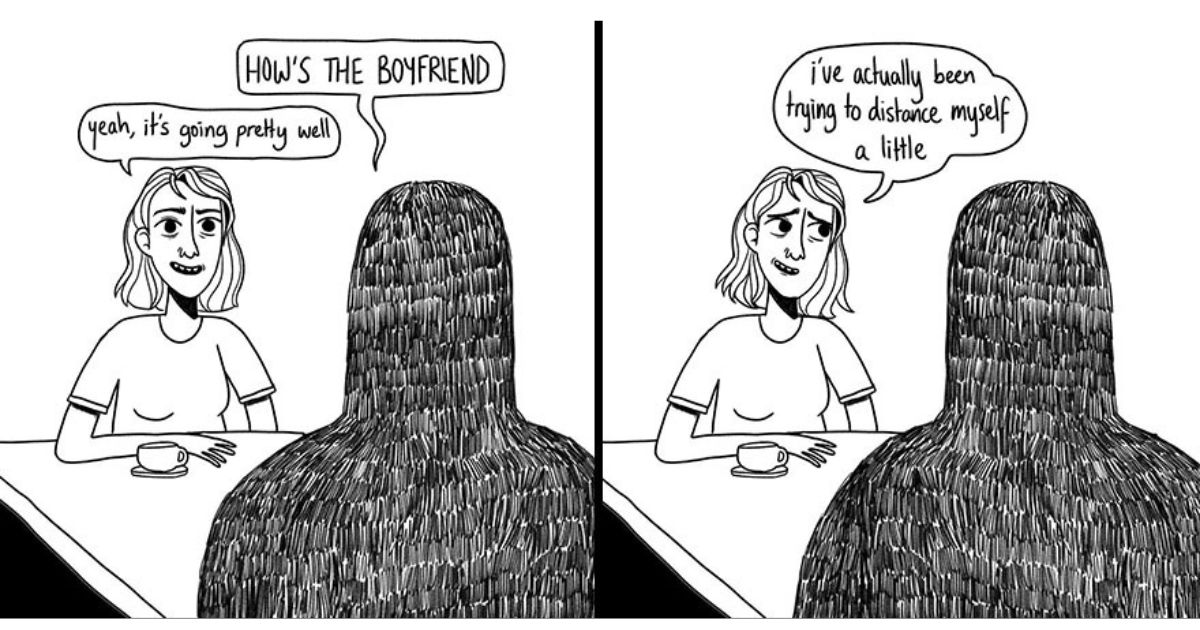 HOW'S THE BOYFRIEND
yeah, it's going pretty well
i've actually been
trying to distance myself
a little